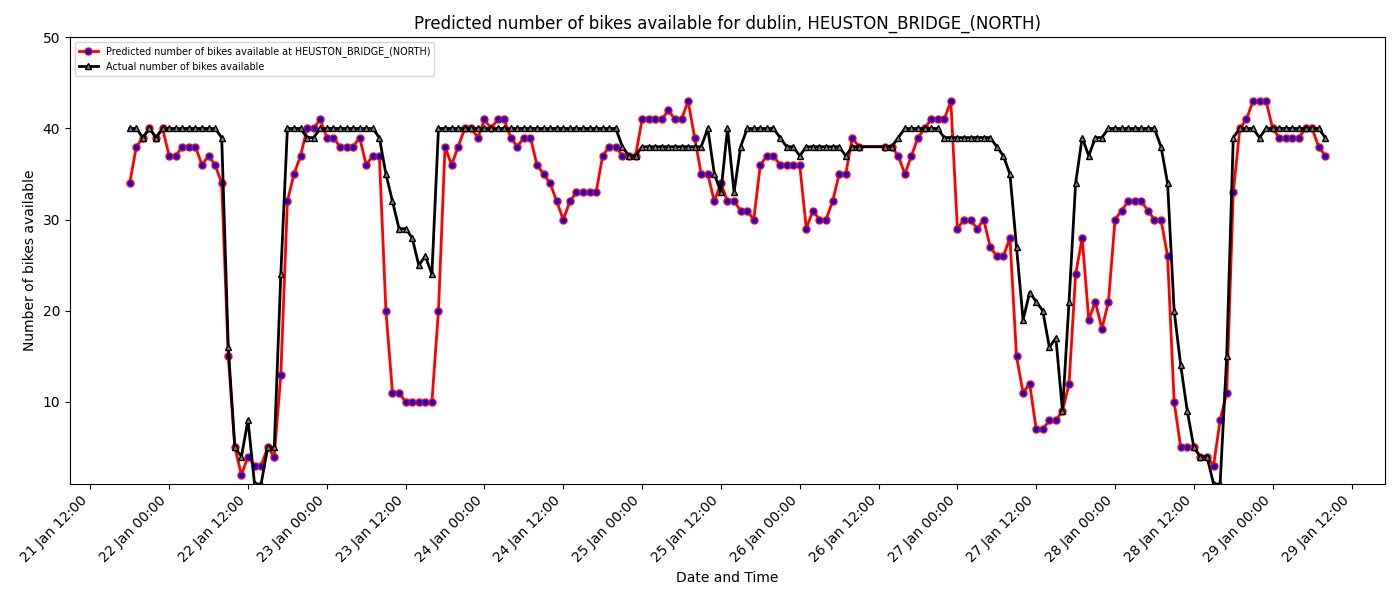 Predicted number of bikes available for dublin, HEUSTON_BRIDGE_(NORTH)
Predicted number of bikes available at HEUSTON_BRIDGE_(NORTH)
Actual number of bikes available
Number of bikes available
50
40
30
20
10
21 Jan 12:00
22 Jan 00:00
22 Jan 12:00
23 Jan 00:00
23 Jan 12:00
24 Jan 00:00
24 Jan 12:00
25 Jan 00:00
25 Jan 12:00
26 Jan 00:00
26 Jan 12:00
27 Jan 00:00
27 Jan 12:00
28 Jan 00:00
28 Jan 12:00
29 Jan 00:00
29 Jan 12:00
Date and Time